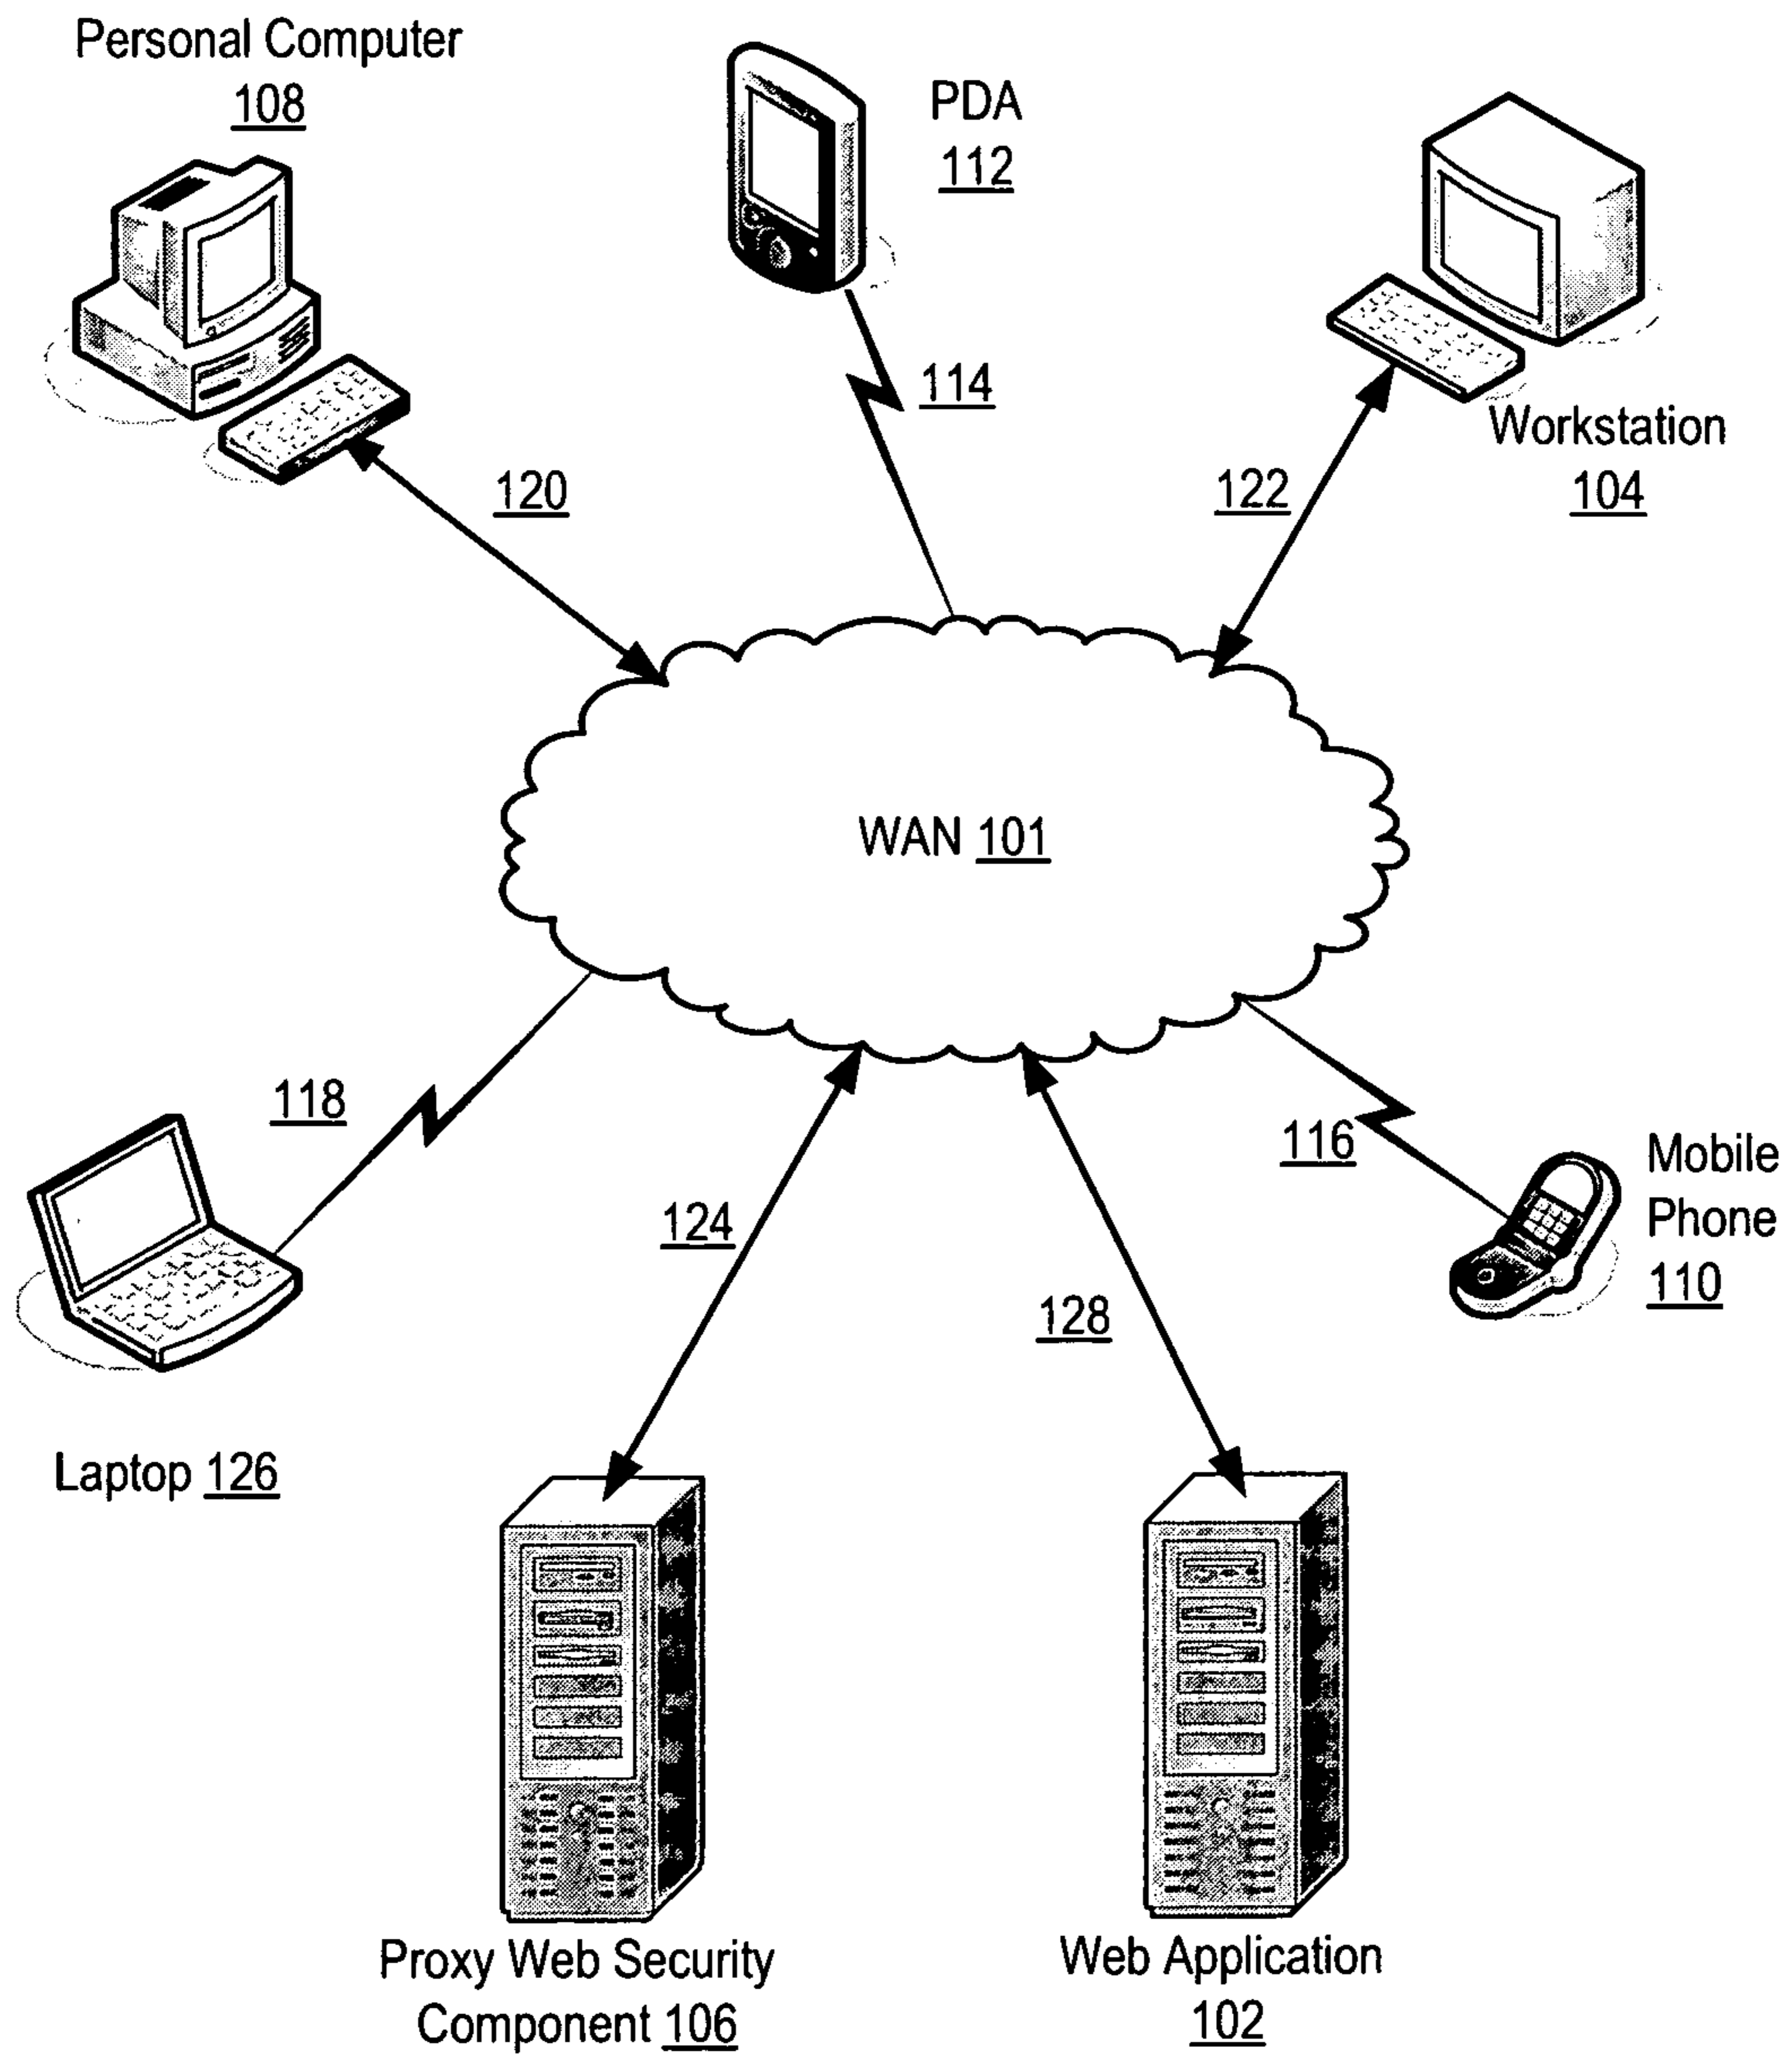 Personal Computer
108
PDA
112
114
Workstation
104
120
122
WAN 101
118
116
Mobile
Phone
110
124
128
Laptop 126
Proxy Web Security
Component 106
Web Application
102